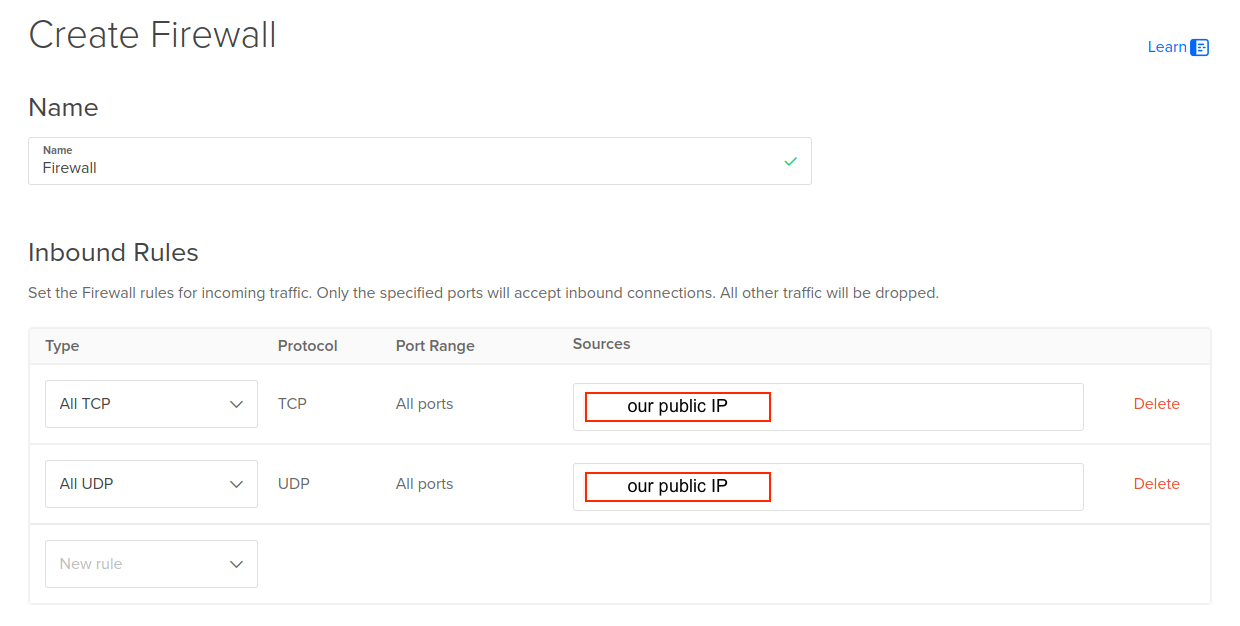 Create Firewall
Learn
Name
Name
Firewall
Inbound Rules
Set the Firewall rules for incoming traffic. Only the specified ports will accept inbound connections. All other traffic will be dropped.
Type Protocol Port Range Sources
All TCP TCP All ports our public IP Delete
All UDP UDP All ports our public IP Delete
New rule